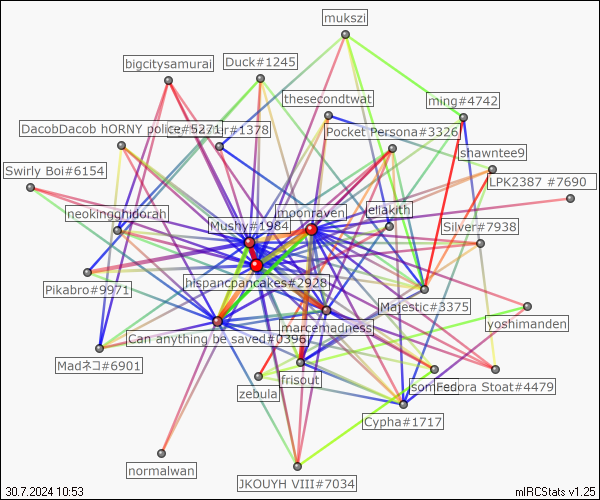 mukszi
bigcitysamurai
Duck#1245
thesecondtwat
ming#4742
DacobDacob hORNY police#5271
#1378
Pocket Persona#3326
shawntee9
Swirly Boi#6154
LPK2387 #7690
neokingghidorah
Mushy#1984
moonraven
ellakith
Silver#7938
Pikabro#9971
hispancpancakes#2928
Majestic#3375
yoshimanden
Can anything be saved#0396
marcemadness
Madネコ#6901
zebula
frisout
som
Fedora Stoat#4479
Cypha#1717
normalwan
JKOUYH VIII#7034
30.7.2024 10:53
mIRCStats v1.25